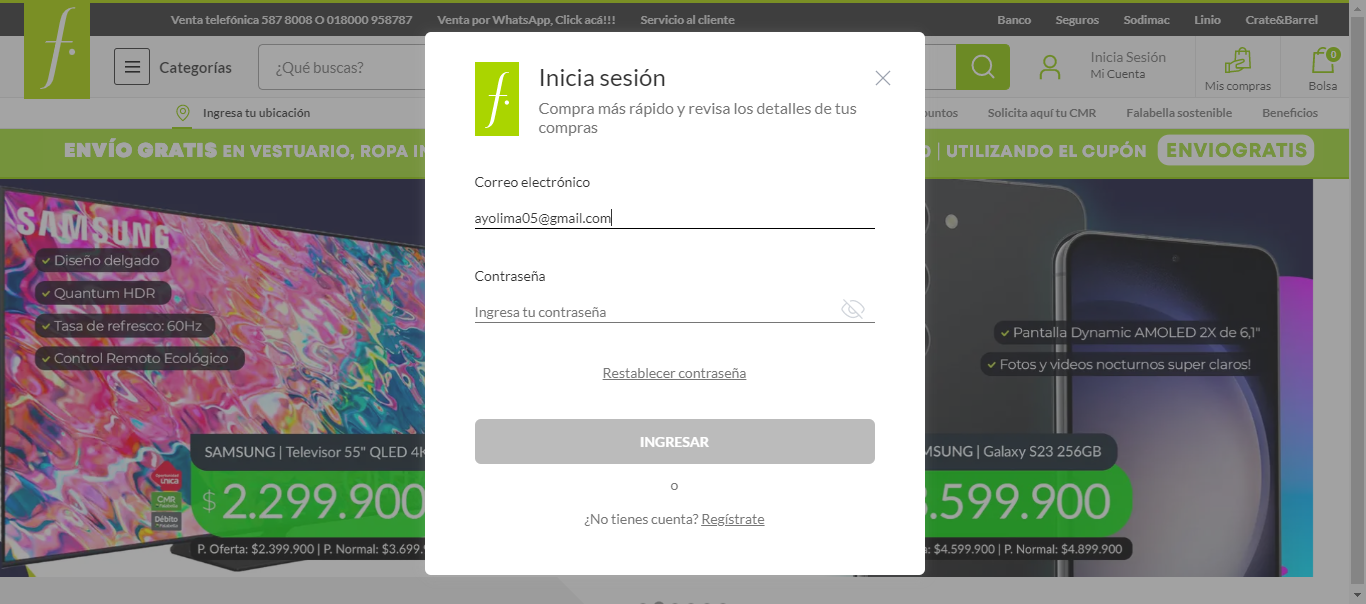 Venta telefónica 587 8008 O 018000 958787 Venta por WhatsApp, Click acá!!! Servicio al cliente Banco Seguros Sodimac Linio Crate&Barrel
f.
Categorías
¿Qué buscas?
Inicia Sesión
Mi Cuenta
Mis compras
0
Bolsa
Ingresa tu ubicación
Solicita aquí tu CMR Falabella sostenible Beneficios
ENVÍO GRATIS EN VESTUARIO, ROPA
| UTILIZANDO EL CUPÓN ENVIOGRATIS
f.
Inicia sesión
Compra más rápido y revisa los detalles de tus
compras
Correo electrónico
ayolima05@gmail.com
Contraseña
Ingresa tu contraseña
Restablecer contraseña
INGRESAR
o
¿No tienes cuenta? Regístrate
SAMSUNG
Diseño delgado
Quantum HDR
Tasa de refresco: 60Hz
Control Remoto Ecológico
SAMSUNG | Televisor 55" QLED 4K
Oportunidad
única
CMR
Débito
$2.299.900
P. Oferta: $2.399.900 | P. Normal: $3.699.
Pantalla Dynamic AMOLED 2X de 6,1"
Fotos y videos nocturnos super claros!
MSUNG | Galaxy S23 256GB
.599.900
: $4.599.900 | P. Normal: $4.899.900